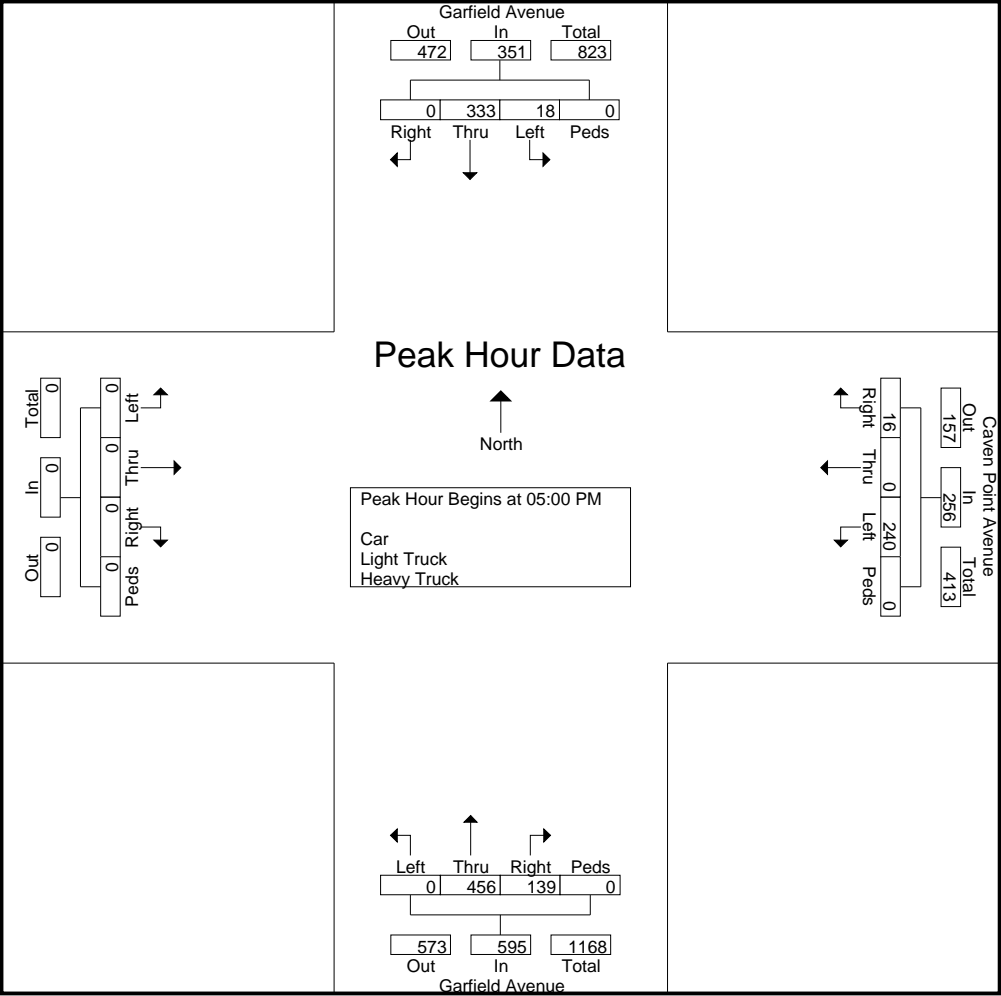 Garfield Avenue
Out In Total
472 351 823
0 333 18 0
Right Thru Left Peds
Peak Hour Data
North
Peak Hour Begins at 05:00 PM
Car
Light Truck
Heavy Truck
Total In Out
0 0 0
0 0 0 0
Left Thru Right Peds
Caven Point Avenue
Out In Total
157 256 413
16 0 240 0
Right Thru Left Peds
Left Thru Right Peds
0 456 139 0
573 595 1168
Out In Total
Garfield Avenue